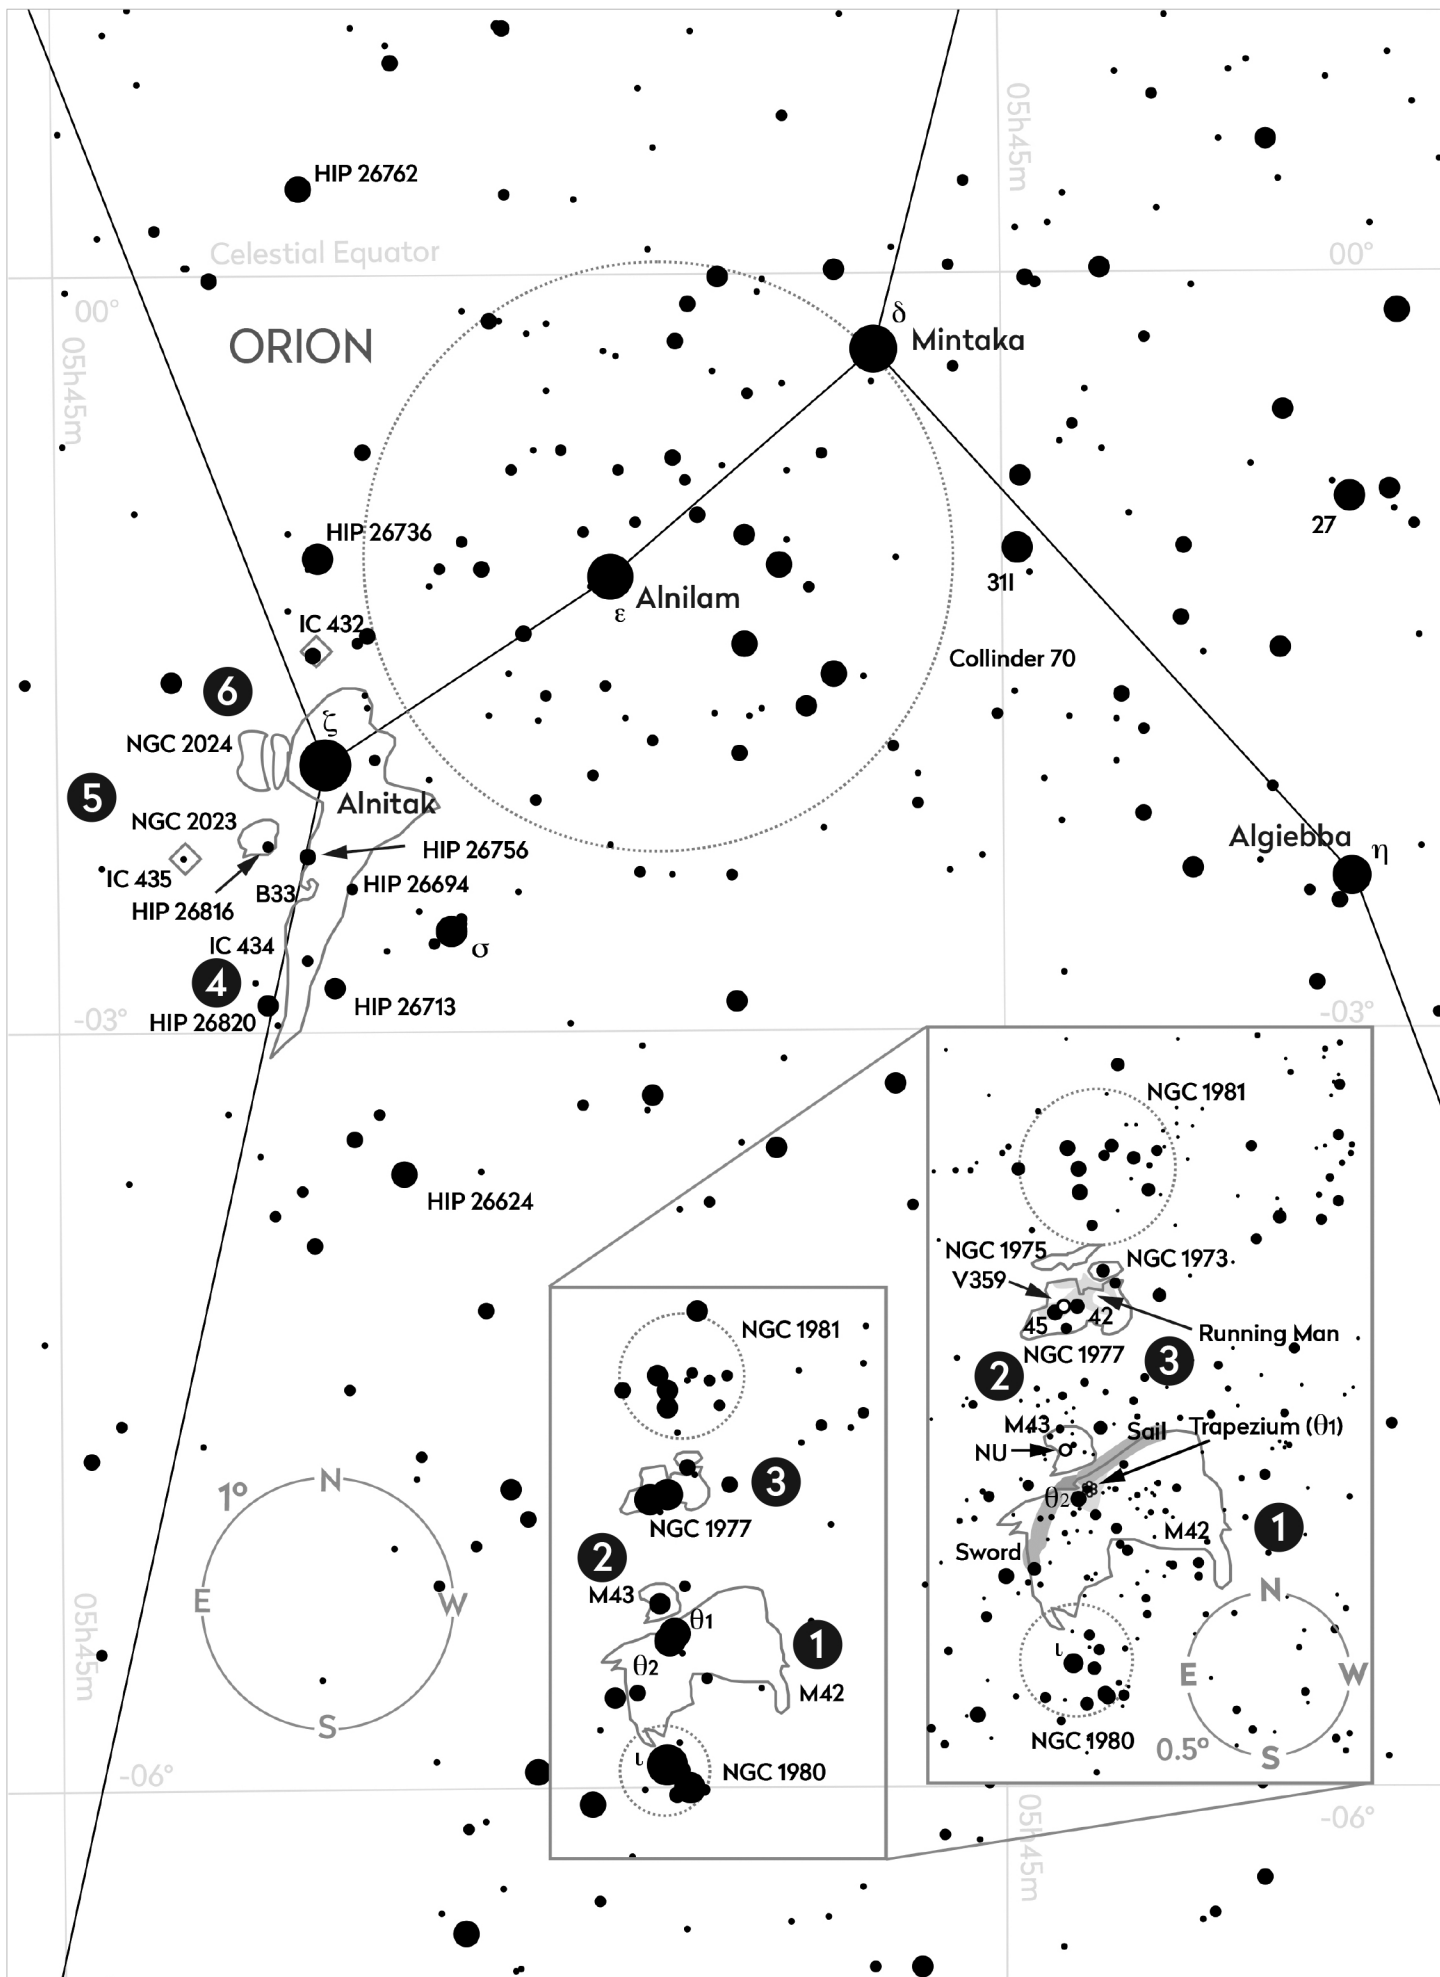 05h45m
HIP 26762
Celestial Equator
00°
00°
δ
Mintaka
ORION
05h45m
27
HIP 26736
311
Alnilam
ε
IC 432
Collinder 70
6
ζ
NGC 2024
5
Alnitak
NGC 2023
Algiebba
η
HIP 26756
IC 435
HIP 26694
B33
HIP 26816
IC 434
σ
4
HIP 26713
-03°
-03°
HIP 26820
NGC 1981
HIP 26624
NGC 1975
NGC 1973
V359
45
42
Running Man
NGC 1977
3
2
M43
Sail
Trapezium (θ1)
NU
θ2
M42
1
Sword
N
ι
E
W
NGC 1980
0.5°
S
NGC 1981
3
NGC 1977
2
M43
θ1
1
θ2
M42
ι
NGC 1980
1°
N
E
W
S
05h45m
-06°
05h45m
-06°